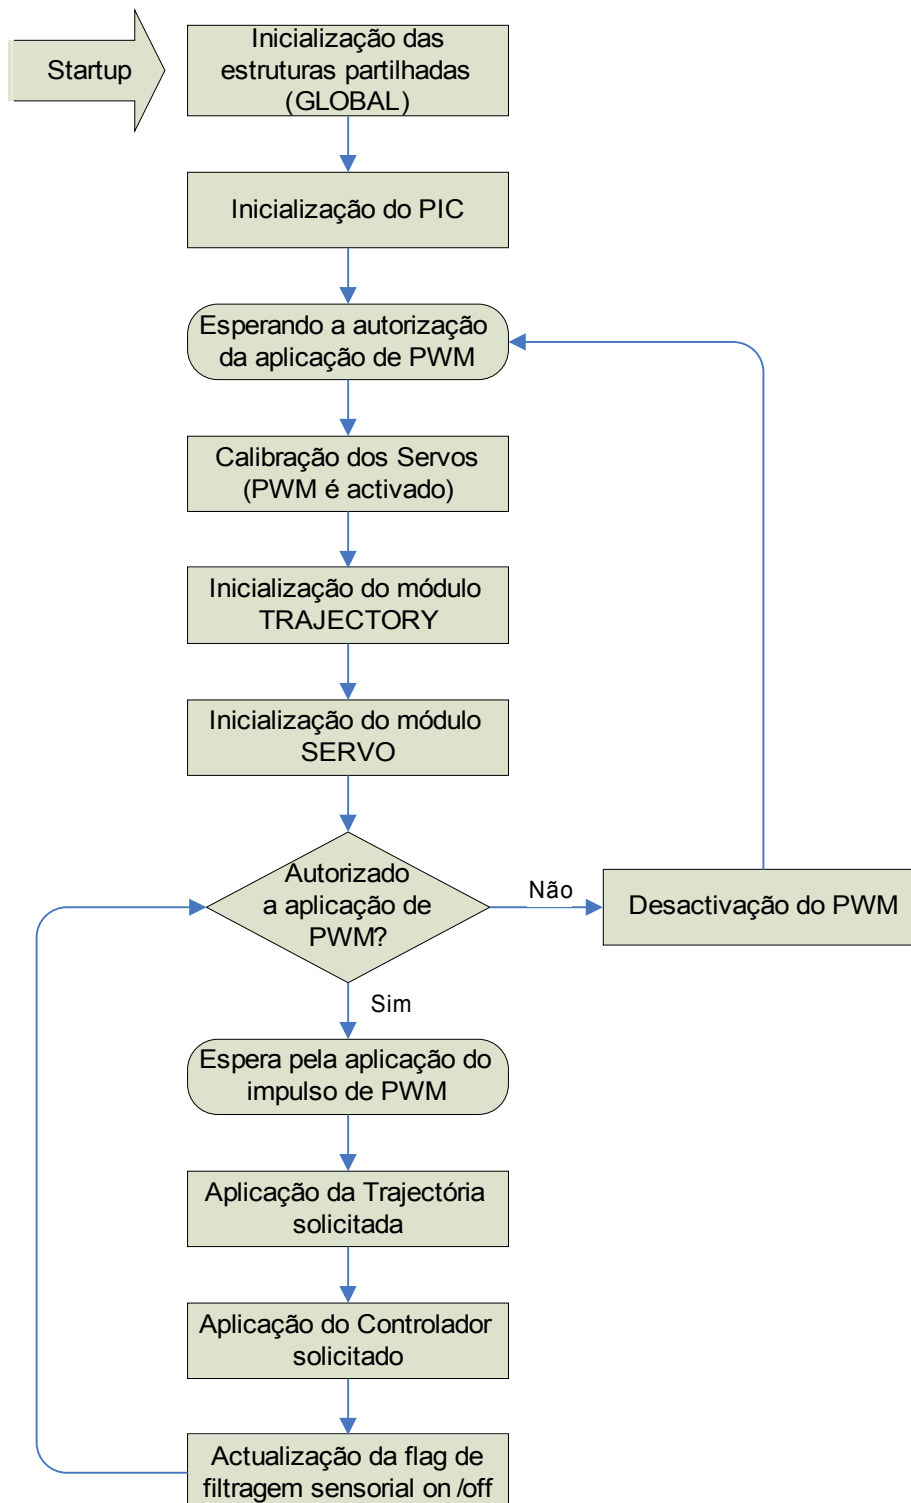 Startup
Inicialização das
estruturas partilhadas
(GLOBAL)
Inicialização do PIC
Esperando a autorização
da aplicação de PWM
Calibração dos Servos
(PWM é activado)
Inicialização do módulo
TRAJECTORY
Inicialização do módulo
SERVO
Autorizado
a aplicação de
PWM?
Não
Desactivação do PWM
Sim
Espera pela aplicação do
impulso de PWM
Aplicação da Trajectória
solicitada
Aplicação do Controlador
solicitado
Actualização da flag de
filtragem sensorial on /off